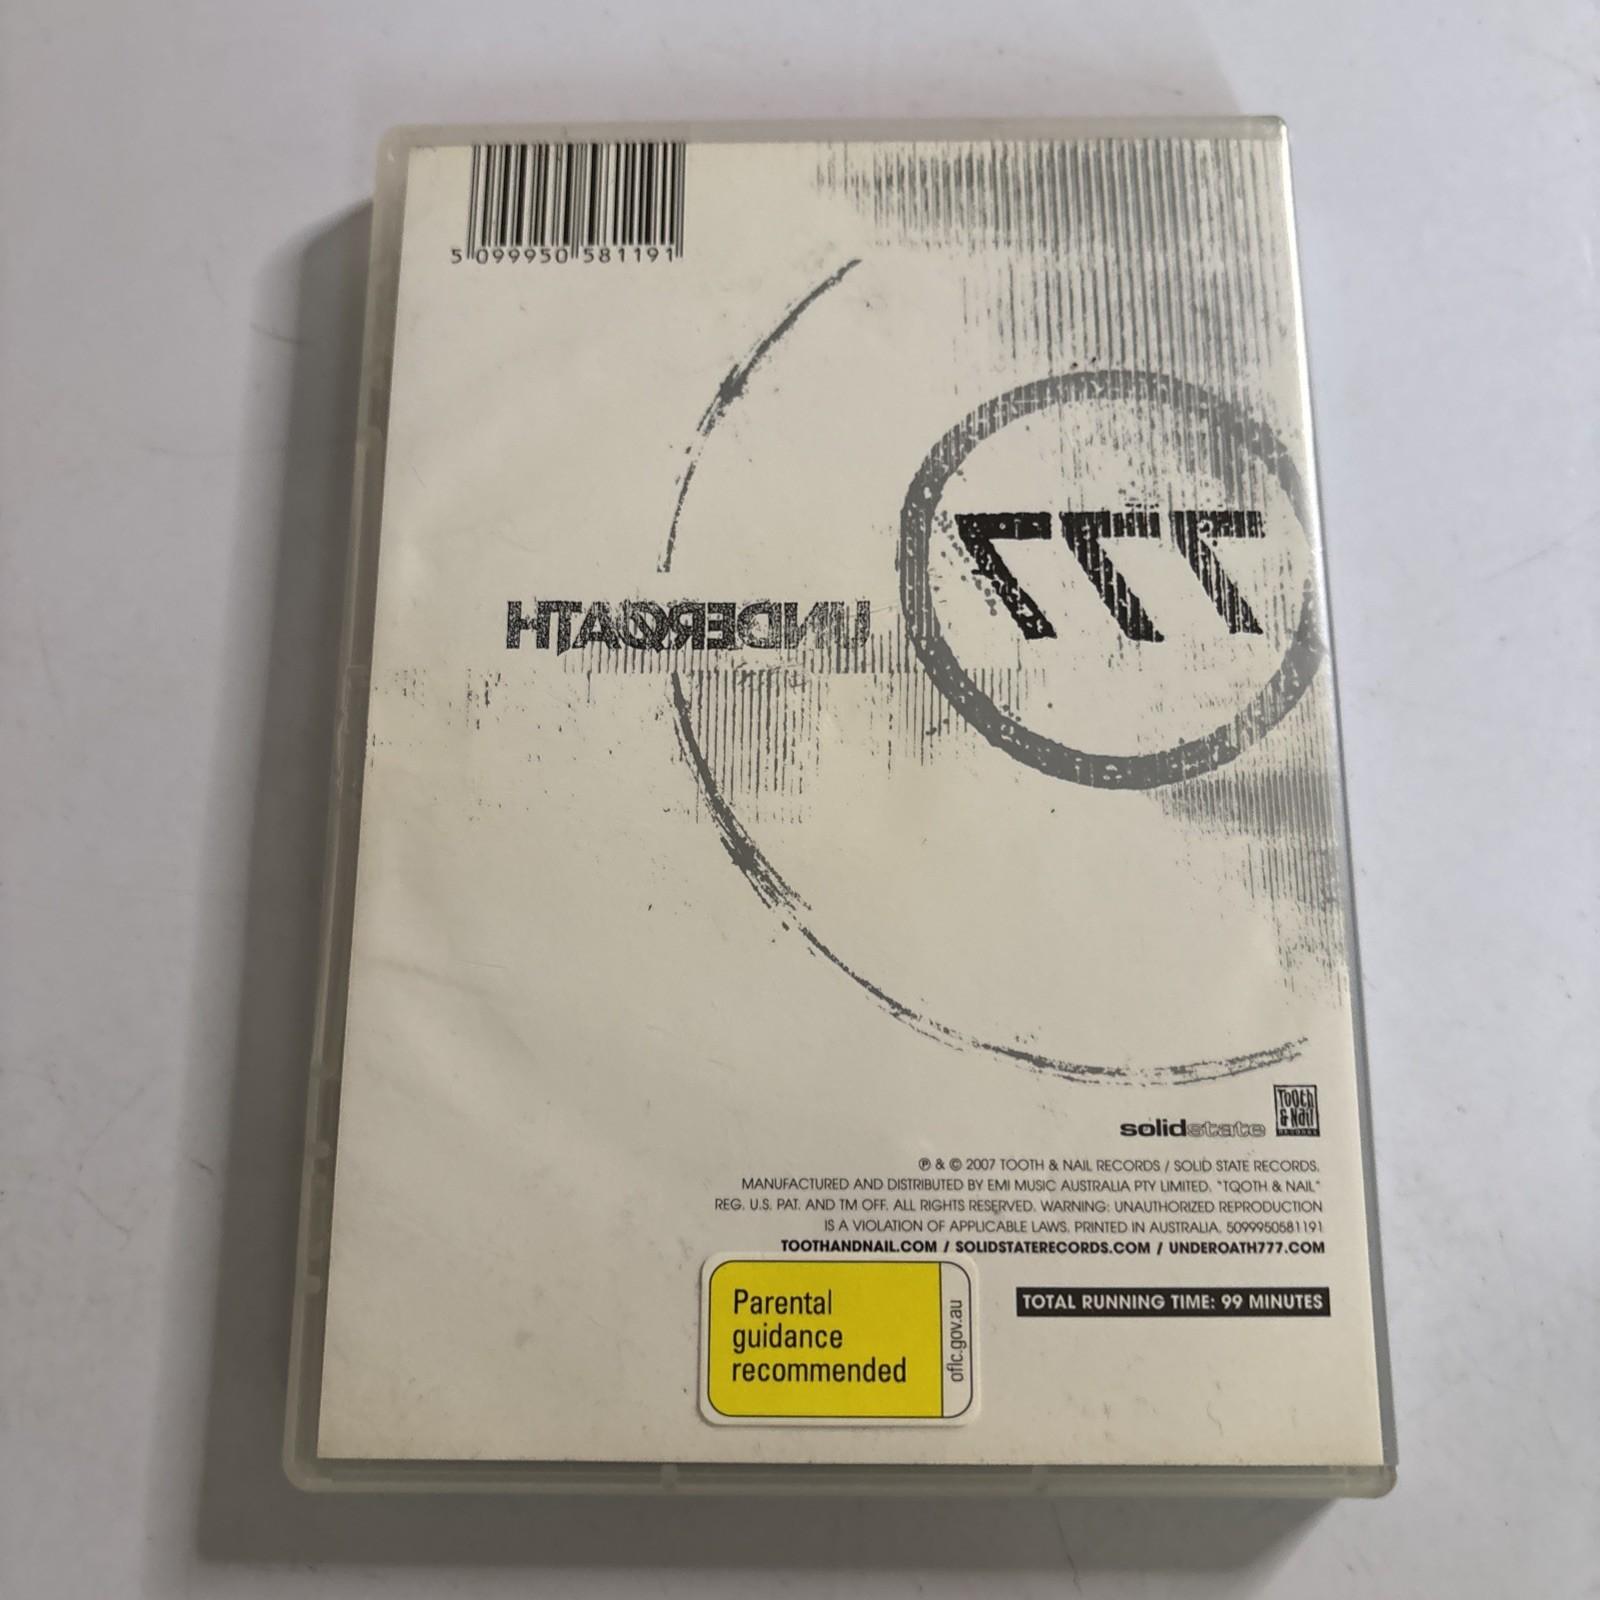 5 099950 581191
777
UNDEROATH
solidstate
Tooth
& Nail
RECORDS
℗ & © 2007 TOOTH & NAIL RECORDS / SOLID STATE RECORDS.
MANUFACTURED AND DISTRIBUTED BY EMI MUSIC AUSTRALIA PTY LIMITED. "TQOTH & NAIL"
REG. U.S. PAT. AND TM OFF. ALL RIGHTS RESERVED. WARNING: UNAUTHORIZED REPRODUCTION
IS A VIOLATION OF APPLICABLE LAWS. PRINTED IN AUSTRALIA. 5099950581191
TOOTHANDNAIL.COM / SOLIDSTATERECORDS.COM / UNDEROATH777.COM
TOTAL RUNNING TIME: 99 MINUTES
Parental
guidance
recommended
oflc.gov.au